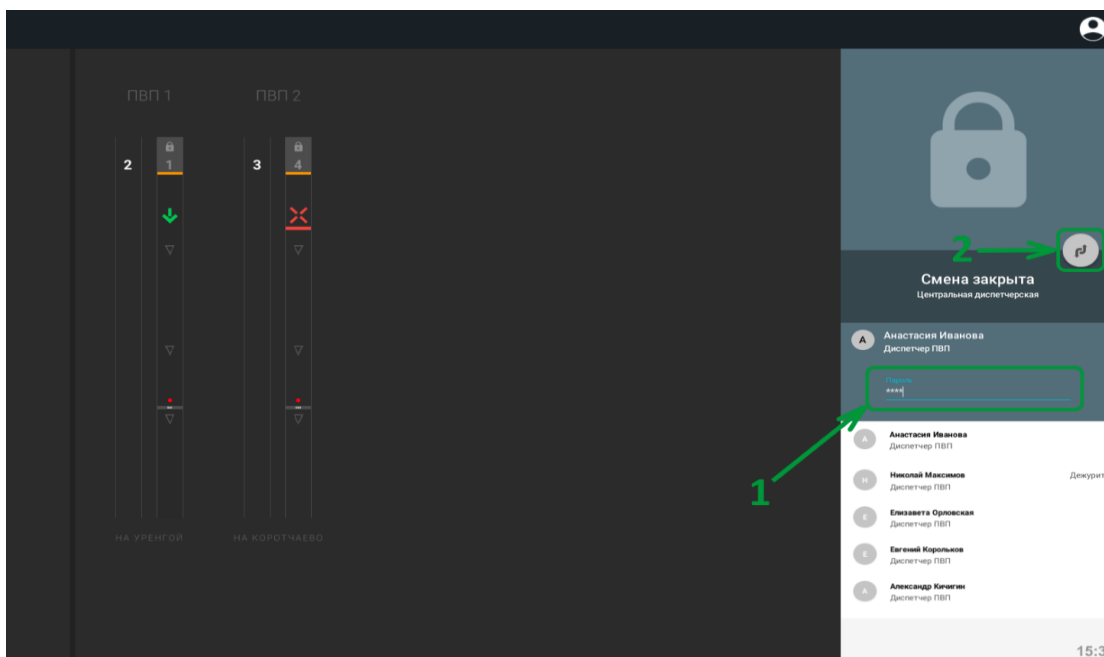 ПВП 1
ПВП 2
2
1
3
4
НА УРЕНГОЙ
НА КОРОТЧАЕВО
2
Смена закрыта
Центральная диспетчерская
А
Анастасия Иванова
Диспетчер ПВП
Пароль
****
1
А
Анастасия Иванова
Диспетчер ПВП
Н
Николай Максимов
Дежурит
Диспетчер ПВП
Е
Елизавета Орловская
Диспетчер ПВП
Е
Евгений Корольков
Диспетчер ПВП
А
Александр Кичигин
Диспетчер ПВП
15:3